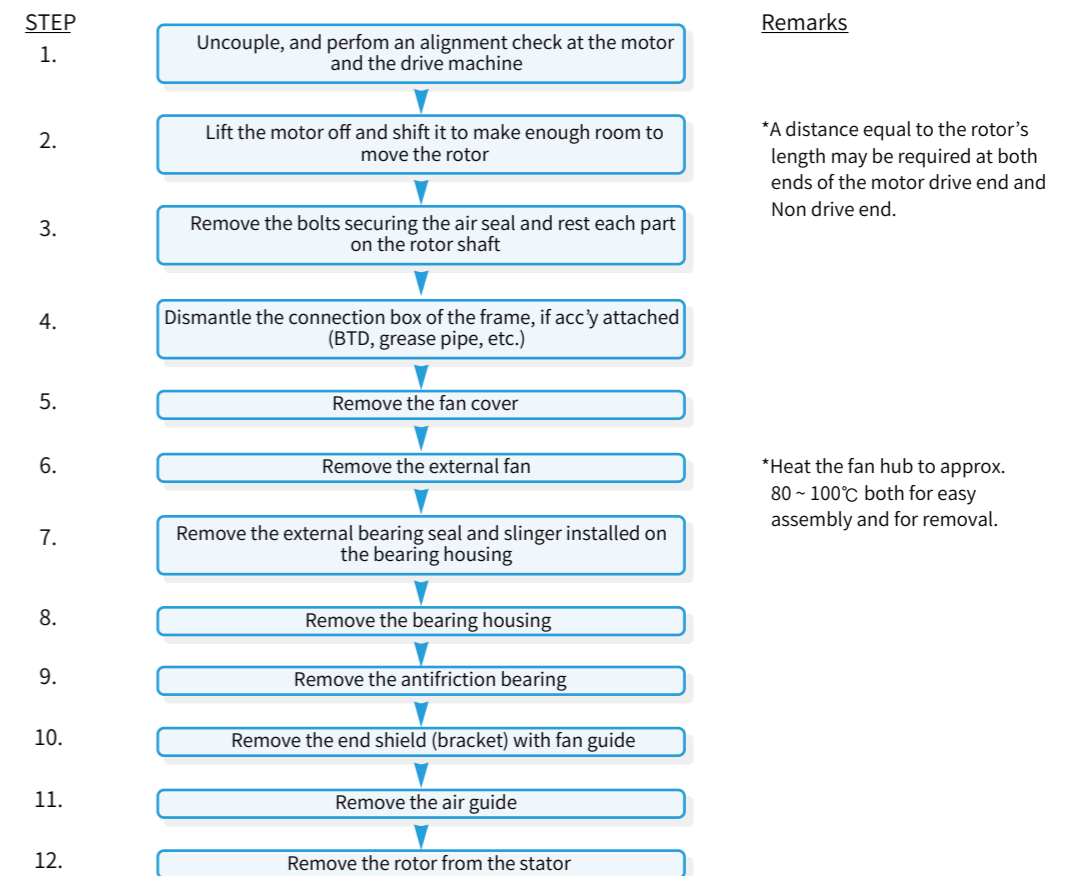 STEP
Remarks
1.
Uncouple, and perfom an alignment check at the motor
and the drive machine
2.
Lift the motor off and shift it to make enough room to
move the rotor
*A distance equal to the rotor's
length may be required at both
ends of the motor drive end and
Non drive end.
3.
Remove the bolts securing the air seal and rest each part
on the rotor shaft
4.
Dismantle the connection box of the frame, if acc'y attached
(BTD, grease pipe, etc.)
5.
Remove the fan cover
6.
Remove the external fan
*Heat the fan hub to approx.
80 ~ 100℃ both for easy
assembly and for removal.
7.
Remove the external bearing seal and slinger installed on
the bearing housing
8.
Remove the bearing housing
9.
Remove the antifriction bearing
10.
Remove the end shield (bracket) with fan guide
11.
Remove the air guide
12.
Remove the rotor from the stator